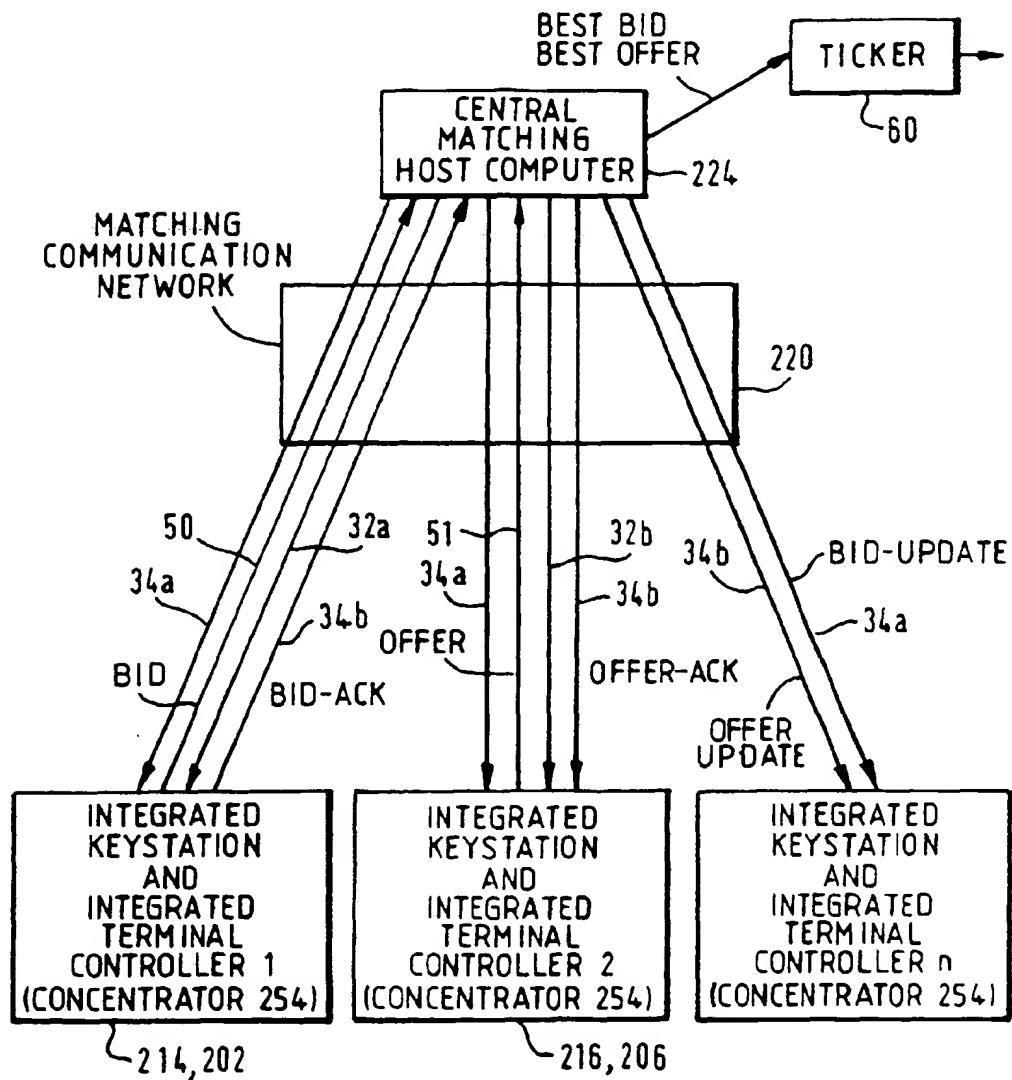 BEST BID
BEST OFFER
TICKER
60
CENTRAL
MATCHING
HOST COMPUTER
224
MATCHING
COMMUNICATION
NETWORK
220
50
32a
51
32b
34b
BID-UPDATE
34a
34a
34b
34a
34b
OFFER
BID
BID-ACK
OFFER-ACK
OFFER
UPDATE
INTEGRATED
KEYSTATION
AND
INTEGRATED
TERMINAL
CONTROLLER 1
(CONCENTRATOR 254)
INTEGRATED
KEYSTATION
AND
INTEGRATED
TERMINAL
CONTROLLER 2
(CONCENTRATOR 254)
INTEGRATED
KEYSTATION
AND
INTEGRATED
TERMINAL
CONTROLLER n
(CONCENTRATOR 254)
214,202
216,206